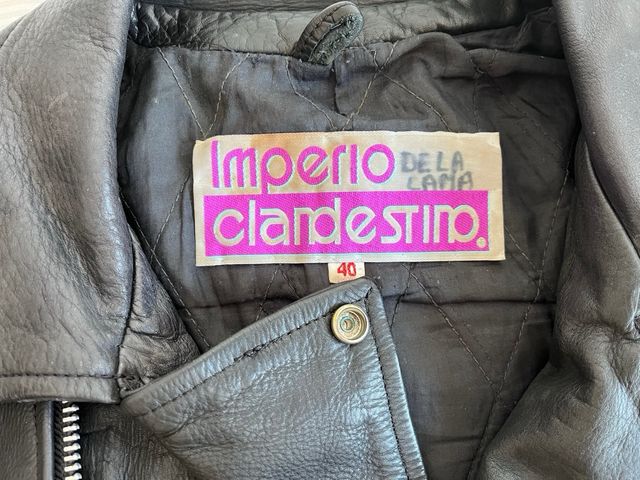 Imperio
DE LA
LAMA
clandestino.
40